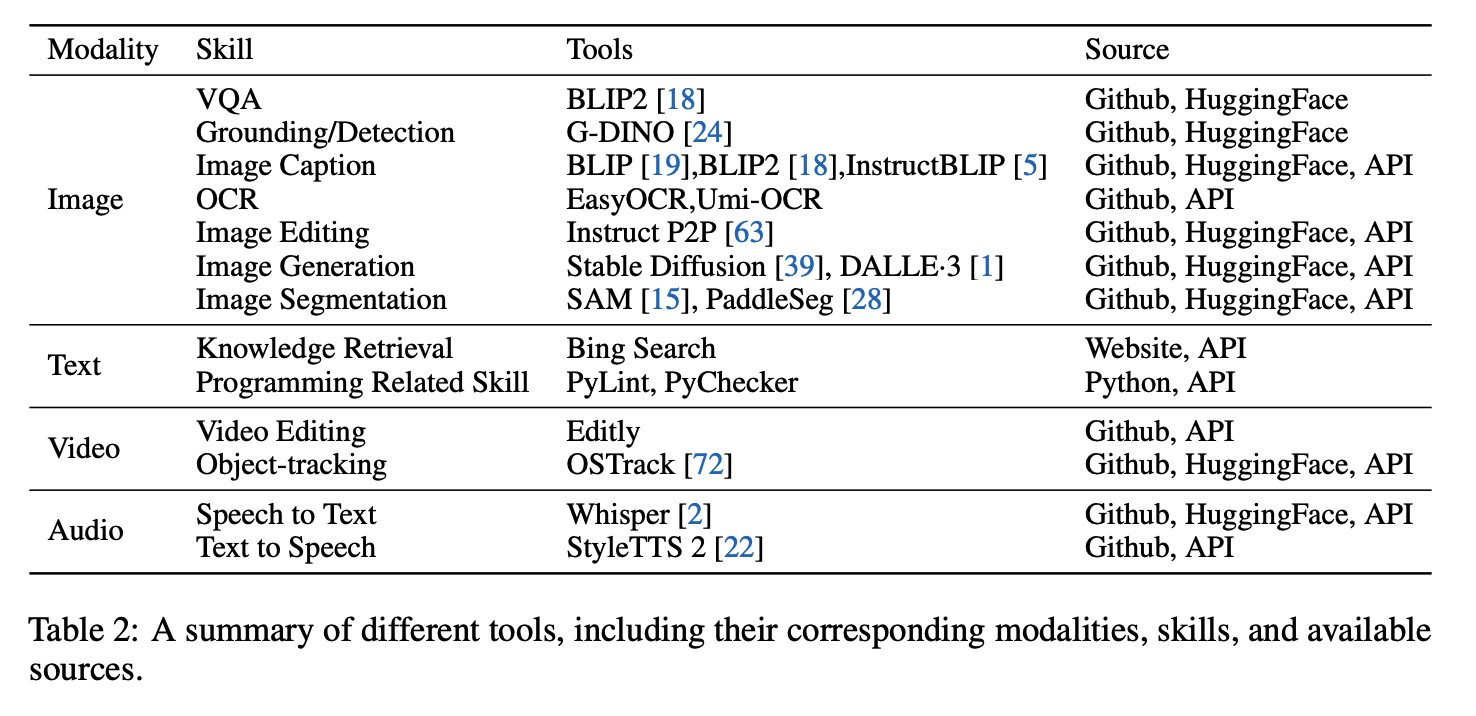 Modality Skill Tools Source
VQA BLIP2 [18] Github, HuggingFace
Grounding/Detection G-DINO [24] Github, HuggingFace
Image Caption BLIP [19],BLIP2 [18],InstructBLIP [5] Github, HuggingFace, API
Image OCR EasyOCR,Umi-OCR Github, API
Image Editing Instruct P2P [63] Github, HuggingFace, API
Image Generation Stable Diffusion [39], DALLE·3 [1] Github, HuggingFace, API
Image Segmentation SAM [15], PaddleSeg [28] Github, HuggingFace, API
Text
Knowledge Retrieval Bing Search Website, API
Programming Related Skill PyLint, PyChecker Python, API
Video
Video Editing Editly Github, API
Object-tracking OSTrack [72] Github, HuggingFace, API
Audio
Speech to Text Whisper [2] Github, HuggingFace, API
Text to Speech StyleTTS 2 [22] Github, API
Table 2: A summary of different tools, including their corresponding modalities, skills, and available
sources.